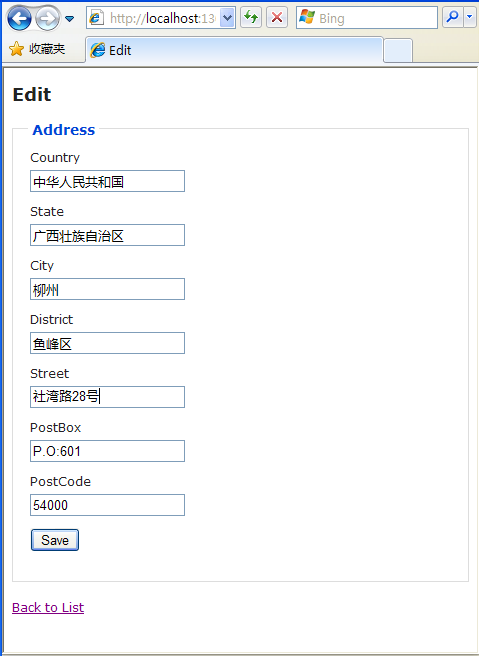 http://localhost:13
Bing
收藏夹
Edit
Edit
Address
Country
中华人民共和国
State
广西壮族自治区
City
柳州
District
鱼峰区
Street
社湾路28号
PostBox
P.O:601
PostCode
54000
Save
Back to List